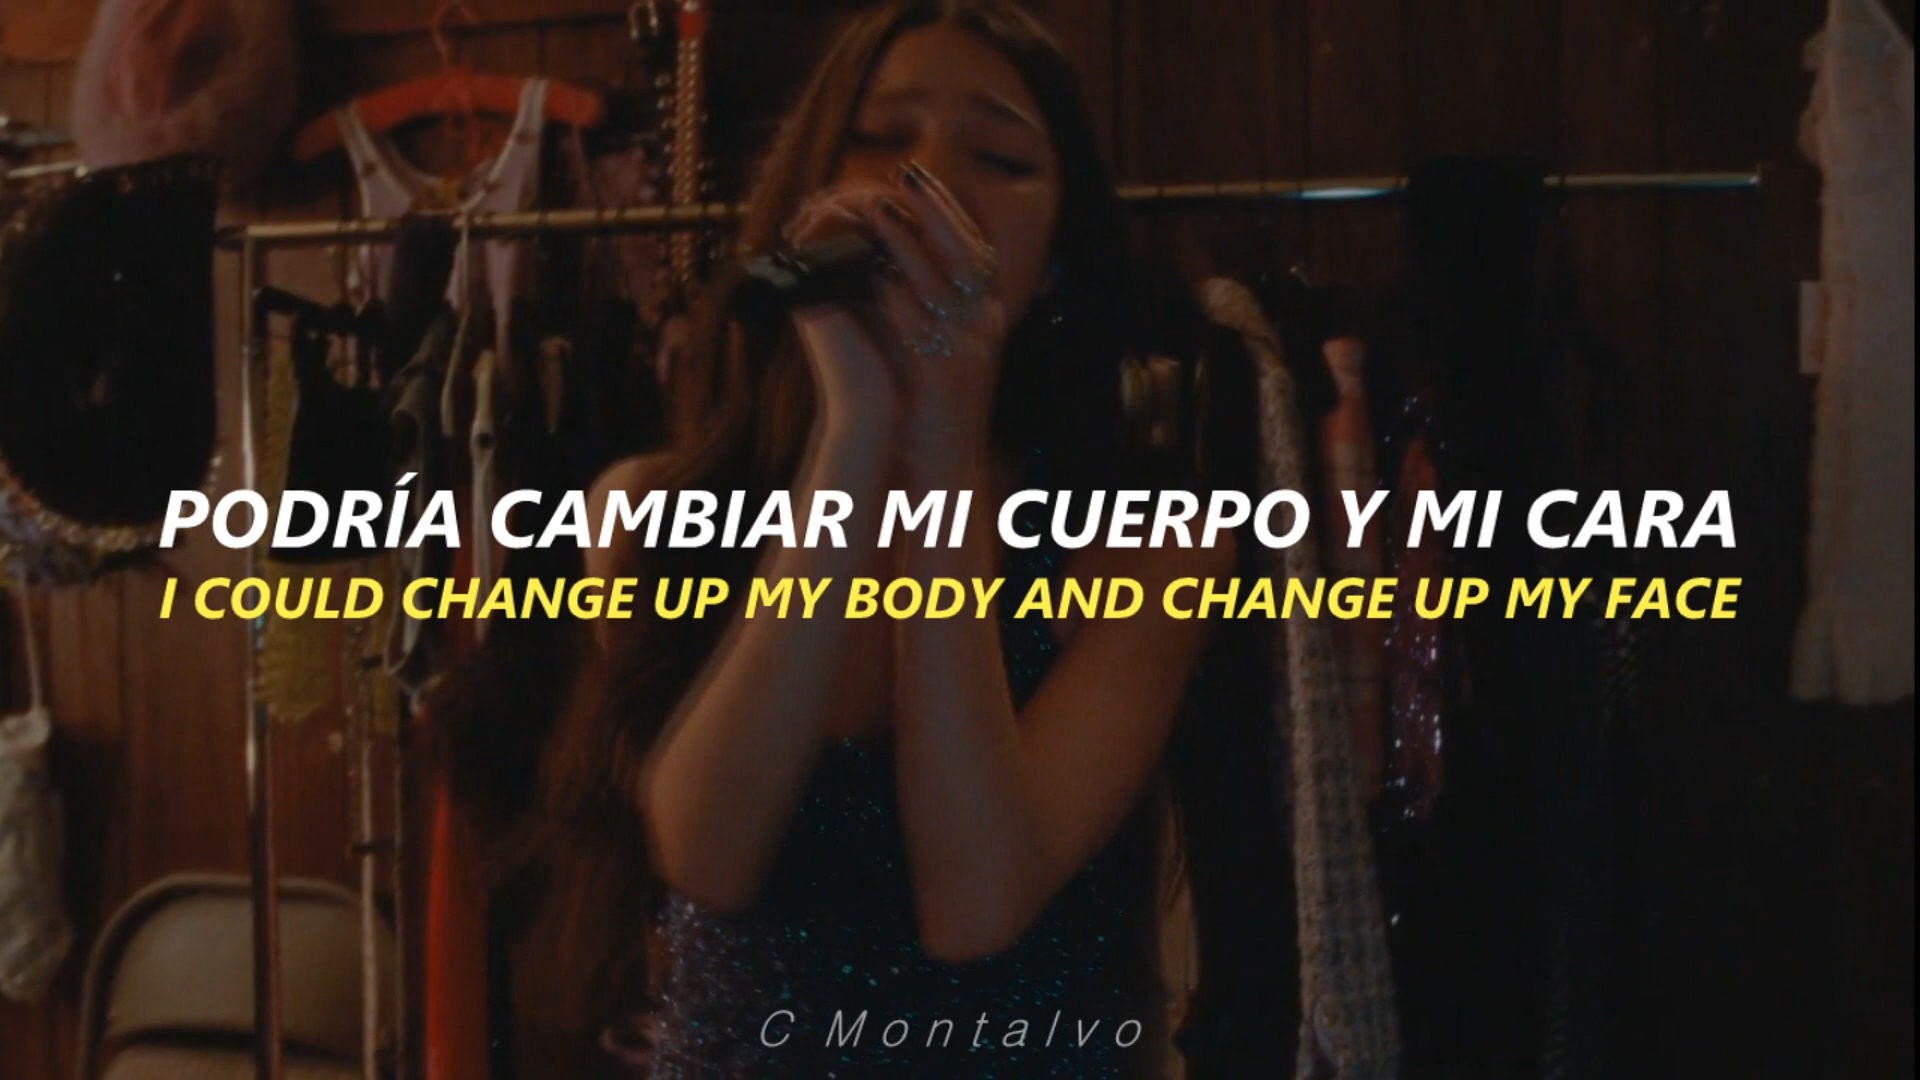 PODRÍA CAMBIAR MI CUERPO Y MI CARA
I COULD CHANGE UP MY BODY AND CHANGE UP MY FACE
C Montalvo